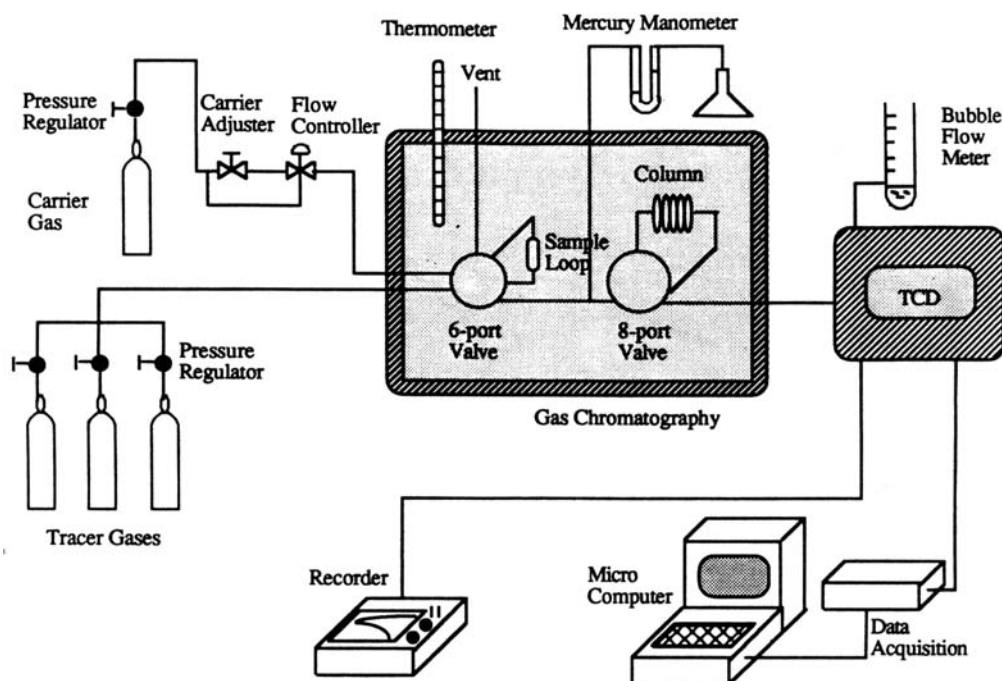 Thermometer
Mercury Manometer
Vent
Pressure
Regulator
Carrier
Adjuster
Flow
Controller
Bubble
Flow
Meter
Carrier
Gas
Column
Sample
Loop
TCD
6-port
Valve
8-port
Valve
Pressure
Regulator
Gas Chromatography
Tracer Gases
Recorder
Micro
Computer
Data
Acquisition